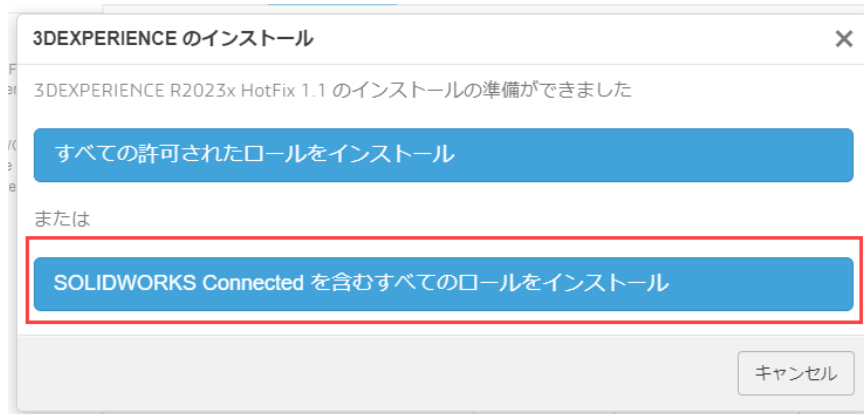 3DEXPERIENCE のインストール
3DEXPERIENCE R2023x HotFix 1.1 のインストールの準備ができました
すべての許可されたロールをインストール
または
SOLIDWORKS Connected を含むすべてのロールをインストール
キャンセル